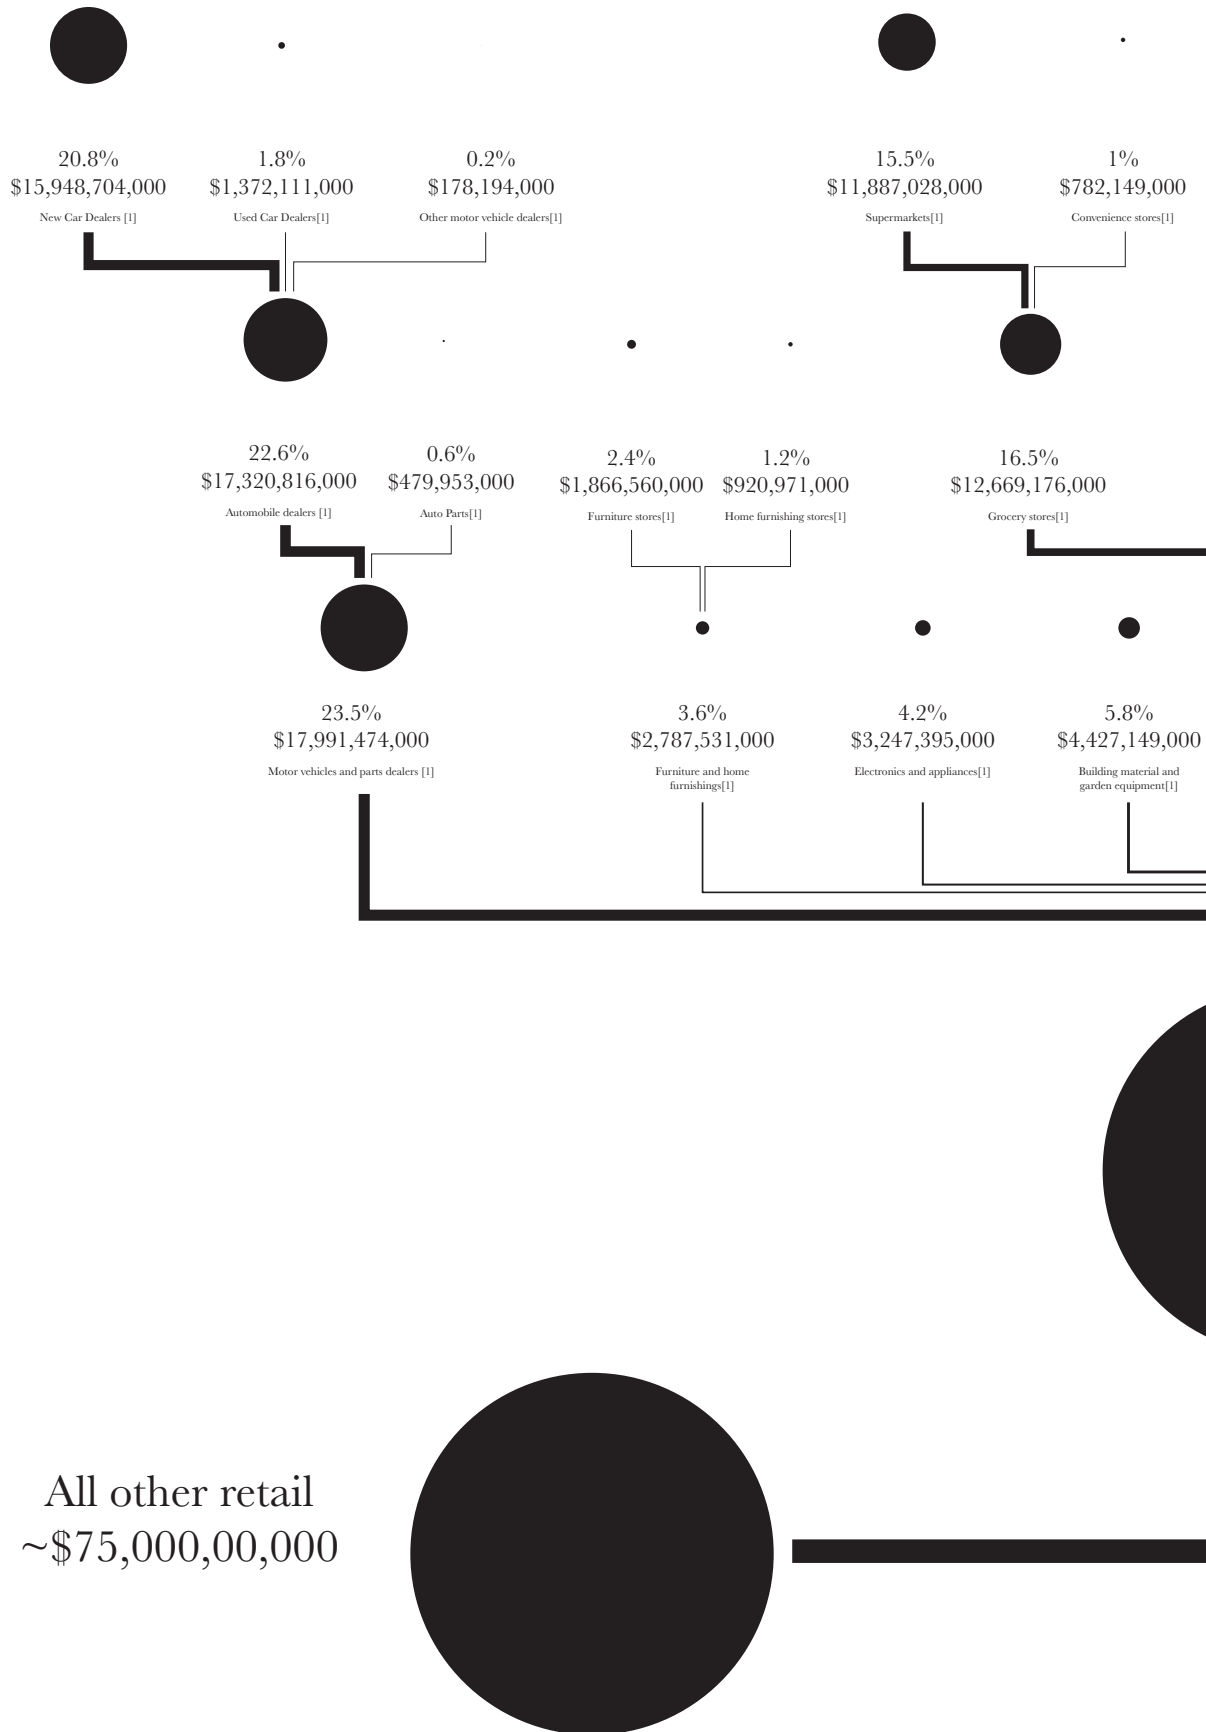 20.8%
$15,948,704,000
New Car Dealers [1]
1.8%
$1,372,111,000
Used Car Dealers[1]
0.2%
$178,194,000
Other motor vehicle dealers[1]
15.5%
$11,887,028,000
Supermarkets[1]
1%
$782,149,000
Convenience stores[1]
22.6%
$17,320,816,000
Automobile dealers [1]
0.6%
$479,953,000
Auto Parts[1]
2.4%
$1,866,560,000
Furniture stores[1]
1.2%
$920,971,000
Home furnishing stores[1]
16.5%
$12,669,176,000
Grocery stores[1]
23.5%
$17,991,474,000
Motor vehicles and parts dealers [1]
3.6%
$2,787,531,000
Furniture and home
furnishings[1]
4.2%
$3,247,395,000
Electronics and appliances[1]
5.8%
$4,427,149,000
Building material and
garden equipment[1]
All other retail
~$75,000,00,000